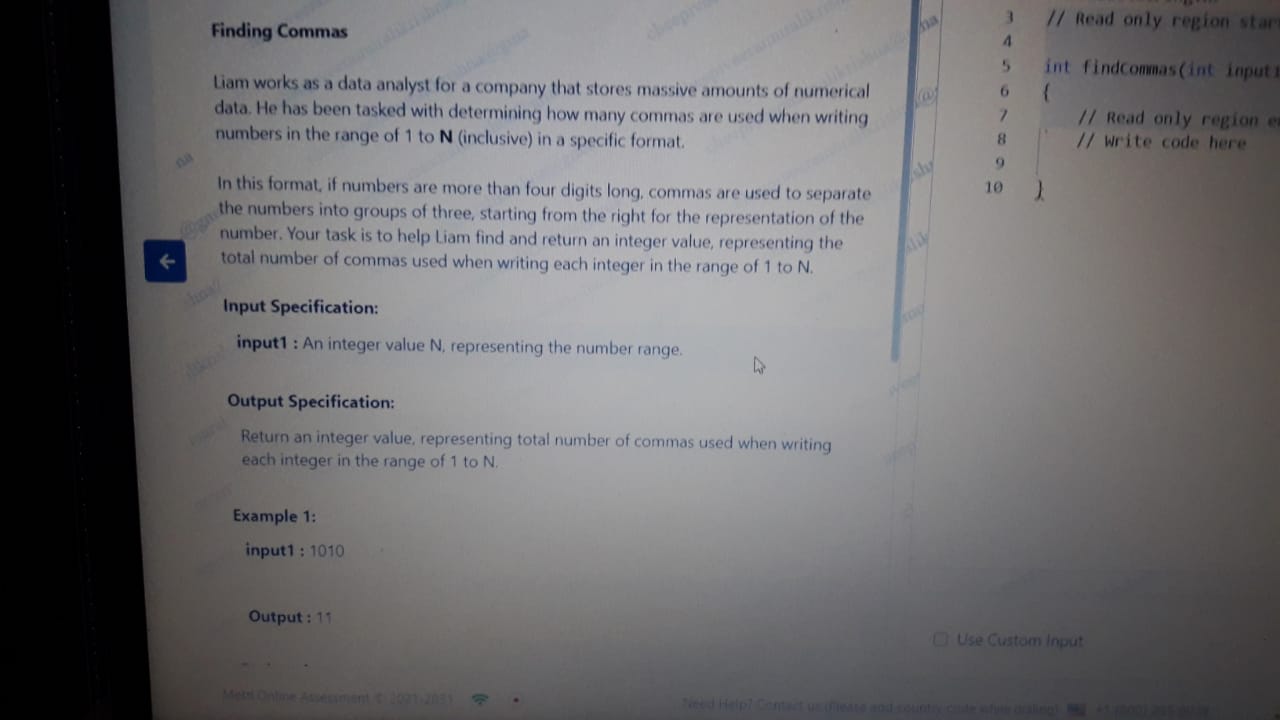 Finding Commas
Liam works as a data analyst for a company that stores massive amounts of numerical
data. He has been tasked with determining how many commas are used when writing
numbers in the range of 1 to N (inclusive) in a specific format.
In this format, if numbers are more than four digits long, commas are used to separate
the numbers into groups of three, starting from the right for the representation of the
number. Your task is to help Liam find and return an integer value, representing the
total number of commas used when writing each integer in the range of 1 to N.
Input Specification:
input1 : An integer value N, representing the number range.
Output Specification:
Return an integer value, representing total number of commas used when writing
each integer in the range of 1 to N.
Example 1:
input1 : 1010
Output : 11
Mettl Online Assessment © 2021-2031
Need Help? Contact us (Please add country code while dialing)
3 // Read only region star
4
5 int findCommas(int input1
6 {
7 // Read only region e
8 // Write code here
9
10 }
Use Custom Input